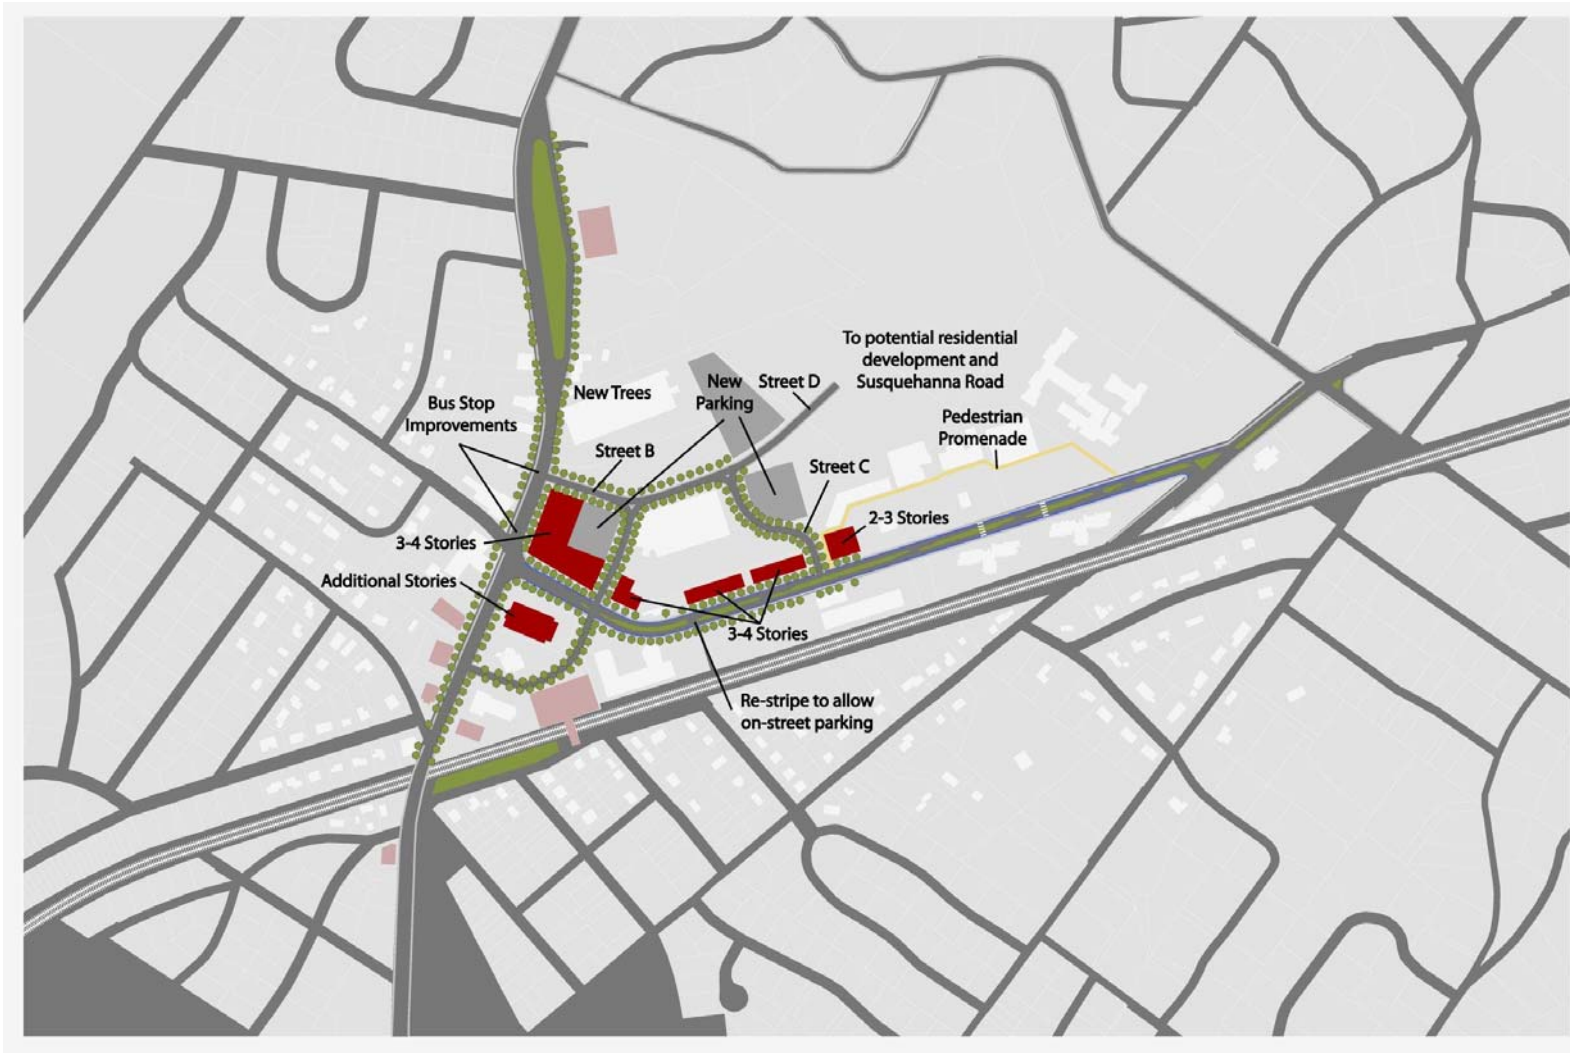 To potential residential
development and
Susquehanna Road
New
Parking
Street D
New Trees
Bus Stop
Improvements
Pedestrian
Promenade
Street B
Street C
2-3 Stories
3-4 Stories
Additional Stories
3-4 Stories
Re-stripe to allow
on-street parking